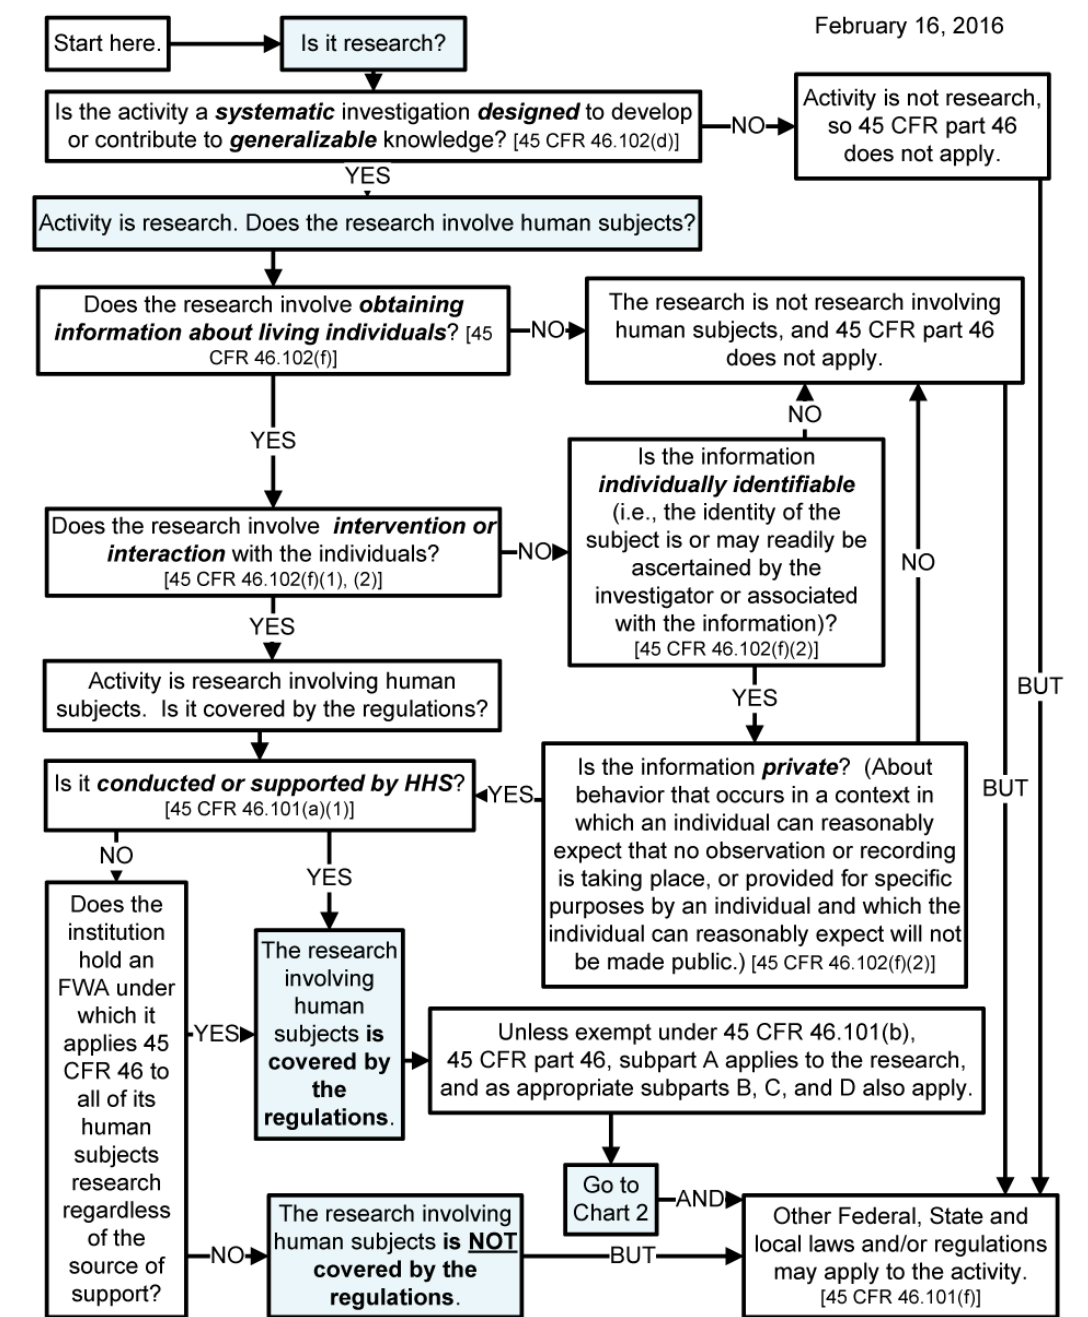 February 16, 2016
Start here.
Is it research?
Is the activity a systematic investigation designed to develop
or contribute to generalizable knowledge? [45 CFR 46.102(d)]
NO
Activity is not research,
so 45 CFR part 46
does not apply.
YES
Activity is research. Does the research involve human subjects?
Does the research involve obtaining
information about living individuals? [45
CFR 46.102(f)]
NO
The research is not research involving
human subjects, and 45 CFR part 46
does not apply.
YES
NO
Is the information
individually identifiable
(i.e., the identity of the
subject is or may readily be
ascertained by the
investigator or associated
with the information)?
[45 CFR 46.102(f)(2)]
NO
Does the research involve intervention or
interaction with the individuals?
[45 CFR 46.102(f)(1), (2)]
NO
YES
YES
BUT
Activity is research involving human
subjects. Is it covered by the regulations?
Is it conducted or supported by HHS?
[45 CFR 46.101(a)(1)]
YES
Is the information private? (About
behavior that occurs in a context in
which an individual can reasonably
expect that no observation or recording
is taking place, or provided for specific
purposes by an individual and which the
individual can reasonably expect will not
be made public.) [45 CFR 46.102(f)(2)]
BUT
NO
YES
Does the
institution
hold an
FWA under
which it
applies 45
CFR 46 to
all of its
human
subjects
research
regardless
of the
source of
support?
YES
The research
involving
human
subjects is
covered by
the
regulations.
Unless exempt under 45 CFR 46.101(b),
45 CFR part 46, subpart A applies to the research,
and as appropriate subparts B, C, and D also apply.
Go to
Chart 2
AND
NO
The research involving
human subjects is NOT
covered by the
regulations.
BUT
Other Federal, State and
local laws and/or regulations
may apply to the activity.
[45 CFR 46.101(f)]